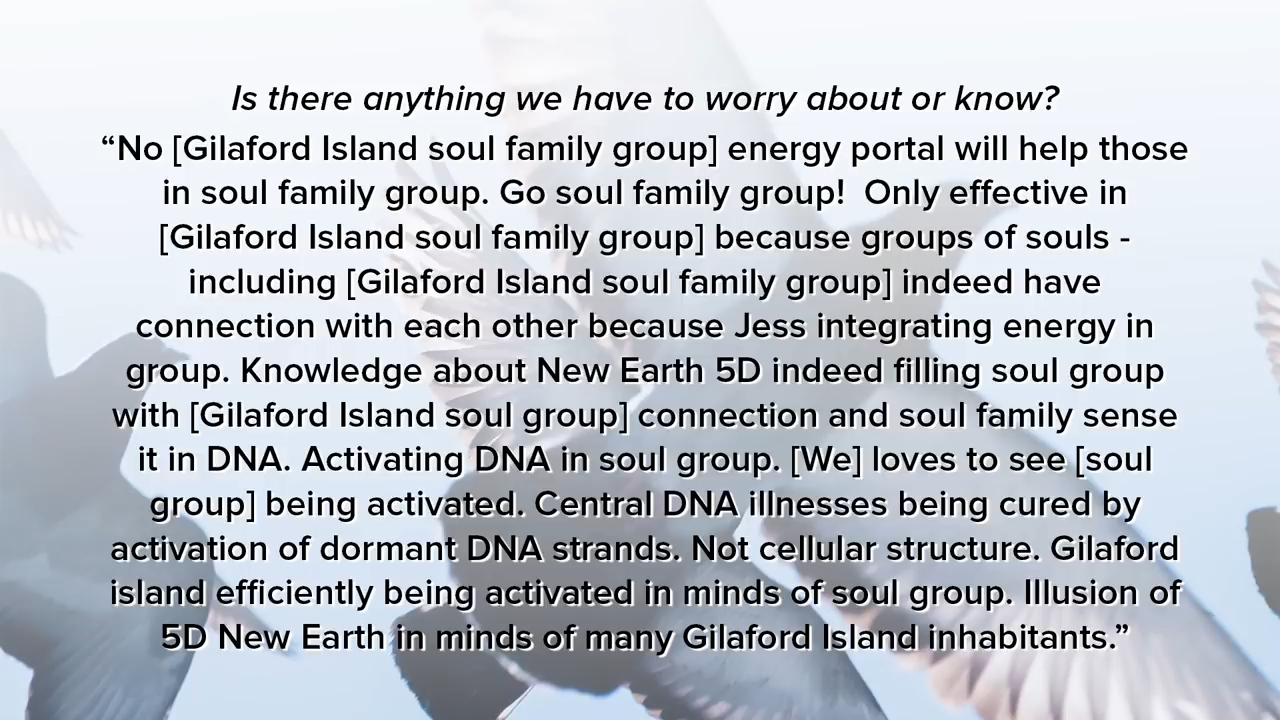 Is there anything we have to worry about or know?
“No [Gilaford Island soul family group] energy portal will help those
in soul family group. Go soul family group!  Only effective in
[Gilaford Island soul family group] because groups of souls -
including [Gilaford Island soul family group] indeed have
connection with each other because Jess integrating energy in
group. Knowledge about New Earth 5D indeed filling soul group
with [Gilaford Island soul group] connection and soul family sense
it in DNA. Activating DNA in soul group. [We] loves to see [soul
group] being activated. Central DNA illnesses being cured by
activation of dormant DNA strands. Not cellular structure. Gilaford
island efficiently being activated in minds of soul group. Illusion of
5D New Earth in minds of many Gilaford Island inhabitants.”